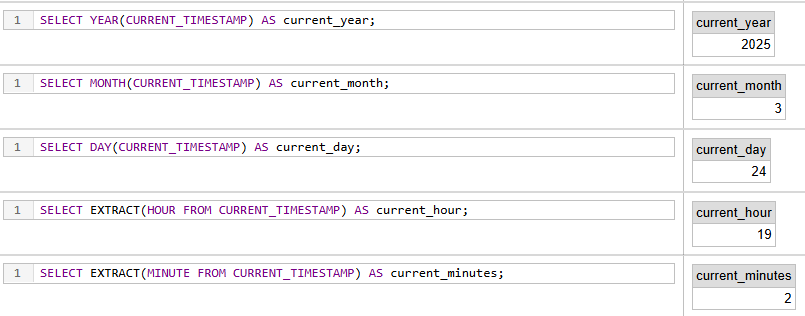 1 SELECT YEAR(CURRENT_TIMESTAMP) AS current_year;
current_year
2025
1 SELECT MONTH(CURRENT_TIMESTAMP) AS current_month;
current_month
3
1 SELECT DAY(CURRENT_TIMESTAMP) AS current_day;
current_day
24
1 SELECT EXTRACT(HOUR FROM CURRENT_TIMESTAMP) AS current_hour;
current_hour
19
1 SELECT EXTRACT(MINUTE FROM CURRENT_TIMESTAMP) AS current_minutes;
current_minutes
2